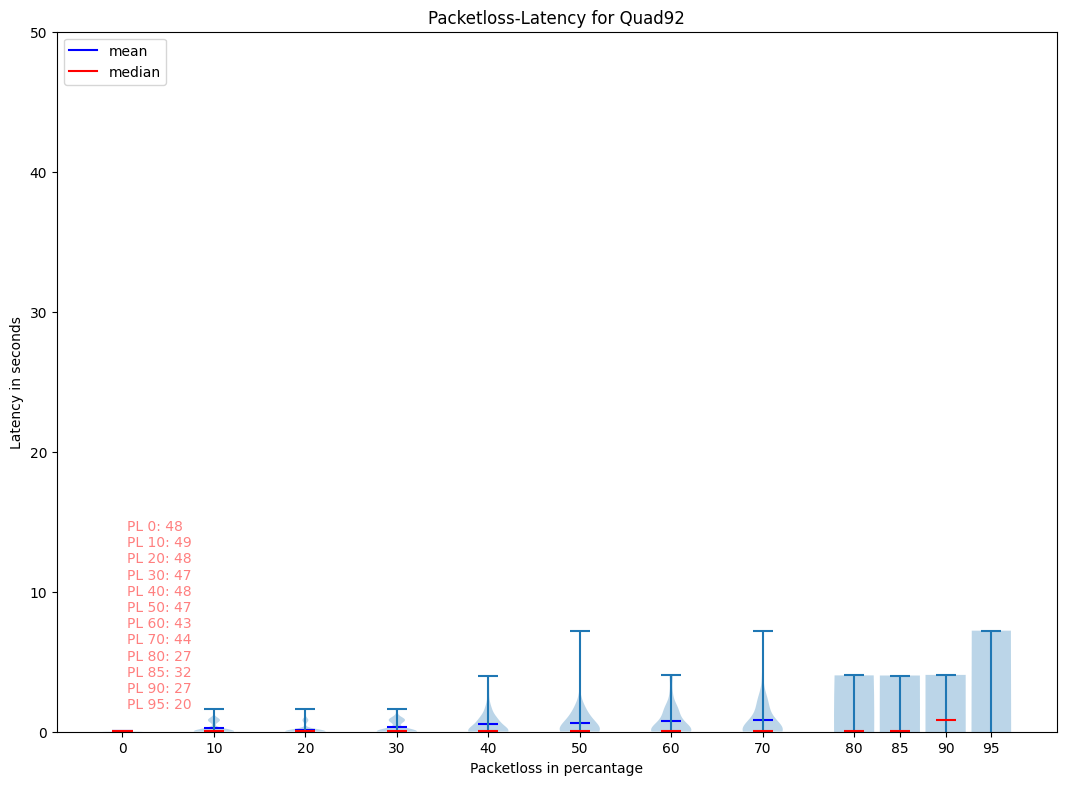 Packetloss-Latency for Quad92
50
mean
median
40
30
20
10
0
Latency in seconds
PL 0: 48
PL 10: 49
PL 20: 48
PL 30: 47
PL 40: 48
PL 50: 47
PL 60: 43
PL 70: 44
PL 80: 27
PL 85: 32
PL 90: 27
PL 95: 20
0 10 20 30 40 50 60 70 80 85 90 95
Packetloss in percantage